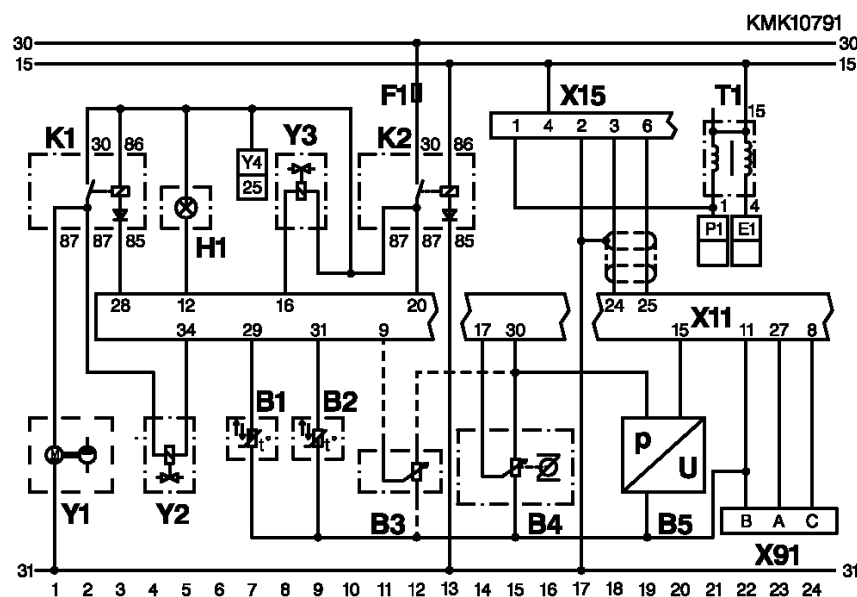 KMK10791
30 30
15 15
F1 X15 T1
15
1 4 2 3 6
K1 Y3 K2
30 86 Y4 30 86
25
1 4
P1 E1
87 87 85 H1 87 87 85
28 12 16 20 24 25
X11
34 29 31 9 17 30 15 11 27 8
B1 B2
t° t°
p
U
M
Y1 Y2 B3 B4 B5 B A C
X91
31 31
1 2 3 4 5 6 7 8 9 10 11 12 13 14 15 16 17 18 19 20 21 22 23 24